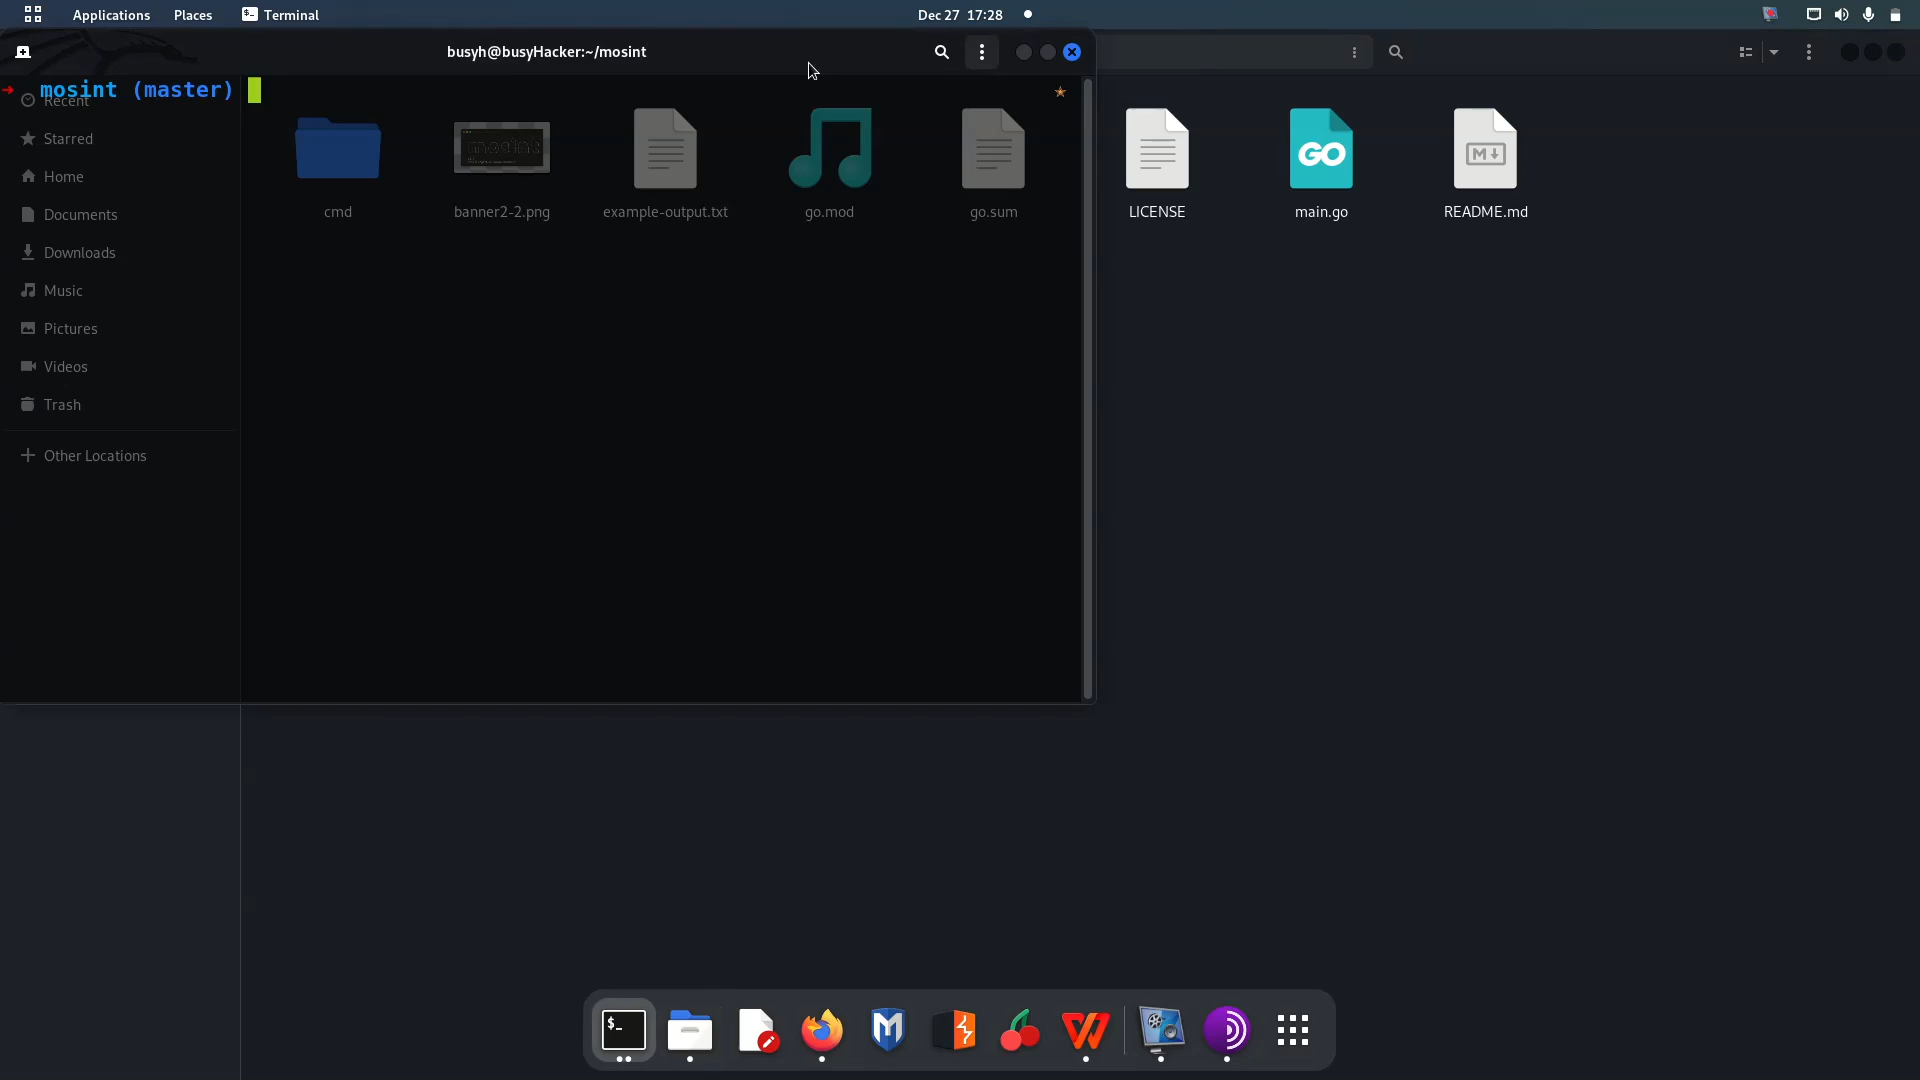 Applications Places Terminal Dec 27 17:28
busyh@busyHacker:~/mosint
➜ mosint (master)
Recent
Starred
Home
Documents
Downloads
Music
Pictures
Videos
Trash
Other Locations
mosint
cmd banner2-2.png example-output.txt go.mod go.sum LICENSE main.go README.md
GO
M
$-